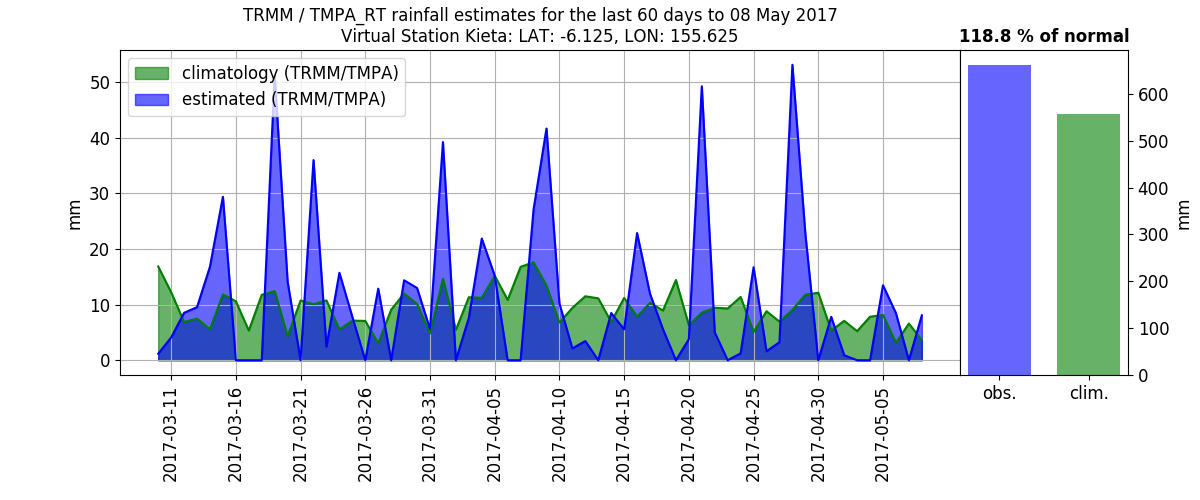 TRMM / TMPA_RT rainfall estimates for the last 60 days to 08 May 2017
Virtual Station Kieta: LAT: -6.125, LON: 155.625
118.8 % of normal
climatology (TRMM/TMPA)
estimated (TRMM/TMPA)
mm
50
40
30
20
10
0
2017-03-11
2017-03-16
2017-03-21
2017-03-26
2017-03-31
2017-04-05
2017-04-10
2017-04-15
2017-04-20
2017-04-25
2017-04-30
2017-05-05
600
500
400
300
200
100
0
mm
obs.
clim.